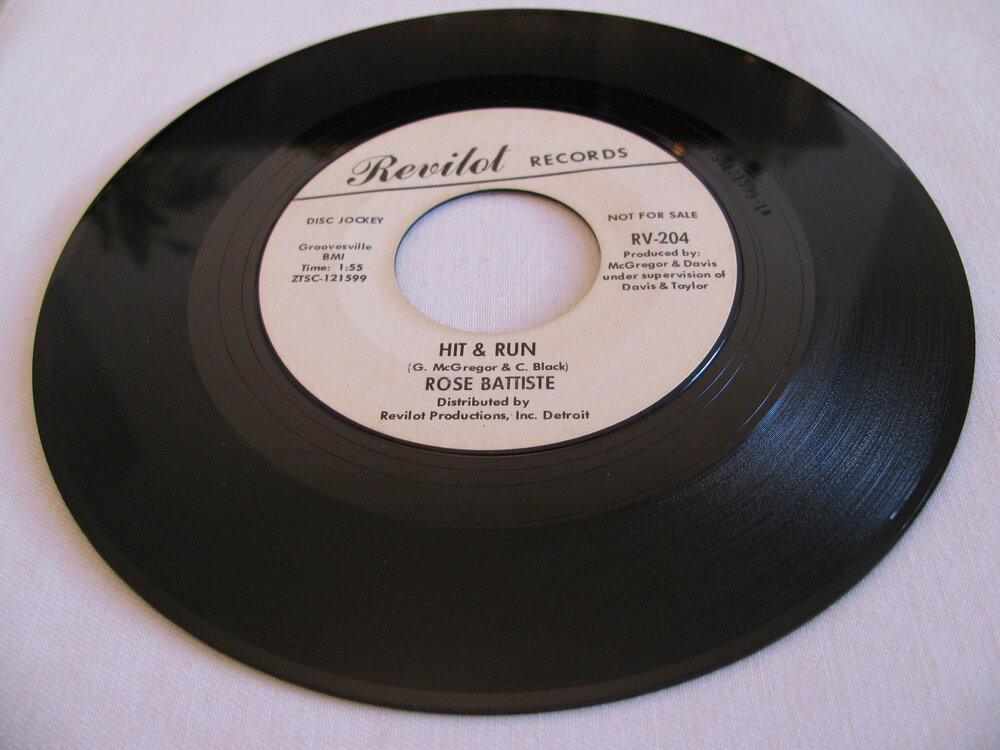 Revilot RECORDS
DISC JOCKEY
Groovesville
BMI
Time: 1:55
ZTSC-121599
NOT FOR SALE
RV-204
Produced by:
McGregor & Davis
under supervision of
Davis & Taylor
HIT & RUN
(G. McGregor & C. Black)
ROSE BATTISTE
Distributed by
Revilot Productions, Inc. Detroit